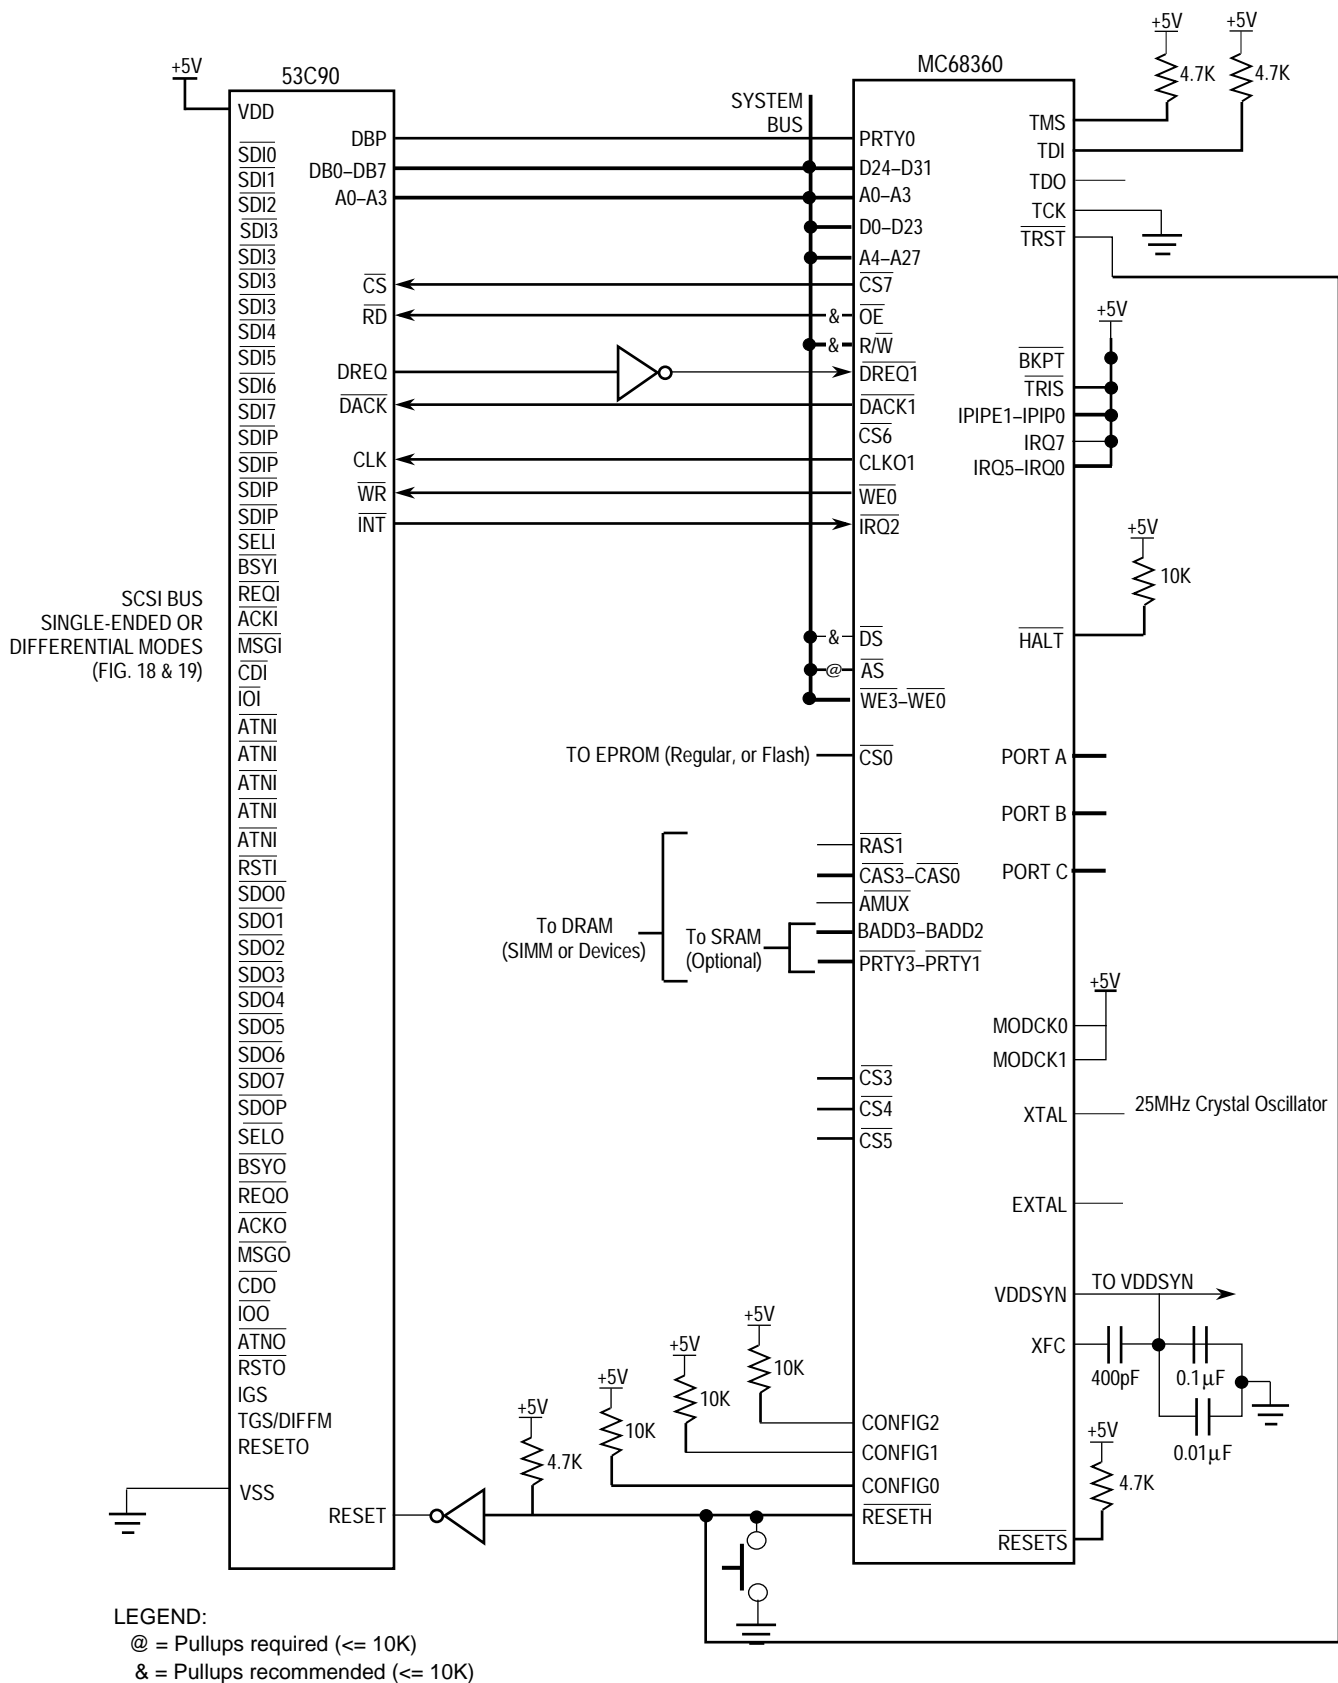 +5V
53C90
VDD
SDI0
SDI1
SDI2
SDI3
SDI3
SDI3
SDI3
SDI4
SDI5
SDI6
SDI7
SDIP
SDIP
SDIP
SDIP
SELI
BSYI
REQI
ACKI
MSGI
CDI
IOI
ATNI
ATNI
ATNI
ATNI
ATNI
RSTI
SDO0
SDO1
SDO2
SDO3
SDO4
SDO5
SDO6
SDO7
SDOP
SELO
BSYO
REQO
ACKO
MSGO
CDO
IOO
ATNO
RSTO
IGS
TGS/DIFFM
RESETO
VSS
SCSI BUS
SINGLE-ENDED OR
DIFFERENTIAL MODES
(FIG. 18 & 19)
DBP
DB0–DB7
A0–A3
CS
RD
DREQ
DACK
CLK
WR
INT
RESET
SYSTEM
BUS
MC68360
PRTY0
D24–D31
A0–A3
D0–D23
A4–A27
CS7
& OE
& R/W
DREQ1
DACK1
CS6
CLKO1
WE0
IRQ2
& DS
@ AS
WE3–WE0
TO EPROM (Regular, or Flash)
CS0
RAS1
CAS3–CAS0
AMUX
BADD3–BADD2
PRTY3–PRTY1
To DRAM
(SIMM or Devices)
To SRAM
(Optional)
CS3
CS4
CS5
CONFIG2
CONFIG1
CONFIG0
RESETH
+5V
10K
+5V
10K
+5V
10K
+5V
4.7K
+5V
4.7K
+5V
4.7K
TMS
TDI
TDO
TCK
TRST
+5V
BKPT
TRIS
IPIPE1–IPIP0
IRQ7
IRQ5–IRQ0
+5V
10K
HALT
PORT A
PORT B
PORT C
+5V
MODCK0
MODCK1
XTAL
25MHz Crystal Oscillator
EXTAL
VDDSYN
TO VDDSYN
XFC
400pF
0.1µF
0.01µF
+5V
4.7K
RESETS
LEGEND:
@ = Pullups required (<= 10K)
& = Pullups recommended (<= 10K)